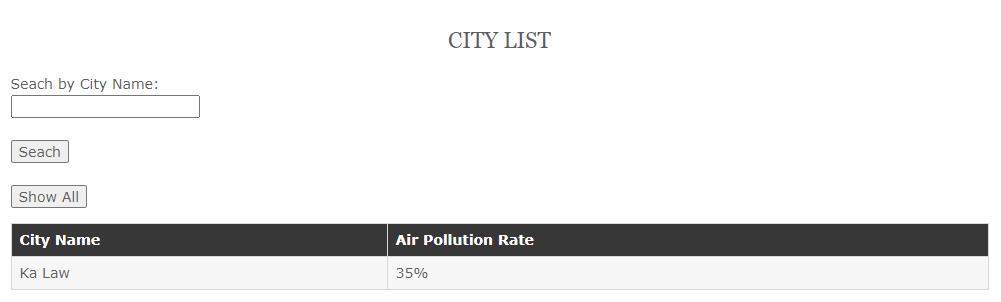 CITY LIST
Seach by City Name:
Seach
Show All
City Name Air Pollution Rate
Ka Law 35%